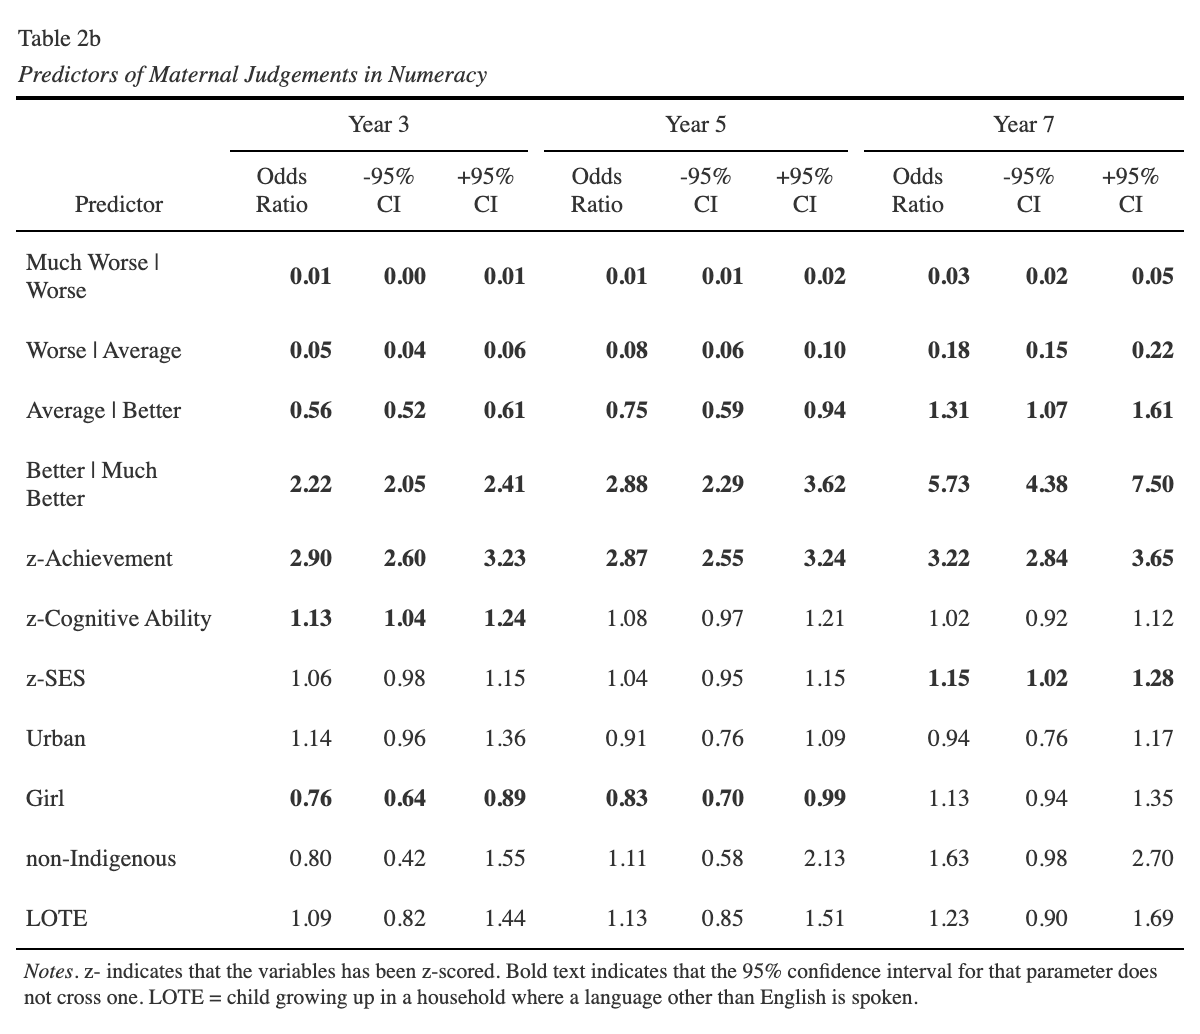 Table 2b
Predictors of Maternal Judgements in Numeracy
Year 3 Year 5 Year 7
Predictor Odds Ratio -95% CI +95% CI Odds Ratio -95% CI +95% CI Odds Ratio -95% CI +95% CI
Much Worse | Worse 0.01 0.00 0.01 0.01 0.01 0.02 0.03 0.02 0.05
Worse | Average 0.05 0.04 0.06 0.08 0.06 0.10 0.18 0.15 0.22
Average | Better 0.56 0.52 0.61 0.75 0.59 0.94 1.31 1.07 1.61
Better | Much Better 2.22 2.05 2.41 2.88 2.29 3.62 5.73 4.38 7.50
z-Achievement 2.90 2.60 3.23 2.87 2.55 3.24 3.22 2.84 3.65
z-Cognitive Ability 1.13 1.04 1.24 1.08 0.97 1.21 1.02 0.92 1.12
z-SES 1.06 0.98 1.15 1.04 0.95 1.15 1.15 1.02 1.28
Urban 1.14 0.96 1.36 0.91 0.76 1.09 0.94 0.76 1.17
Girl 0.76 0.64 0.89 0.83 0.70 0.99 1.13 0.94 1.35
non-Indigenous 0.80 0.42 1.55 1.11 0.58 2.13 1.63 0.98 2.70
LOTE 1.09 0.82 1.44 1.13 0.85 1.51 1.23 0.90 1.69
Notes. z- indicates that the variables has been z-scored. Bold text indicates that the 95% confidence interval for that parameter does
not cross one. LOTE = child growing up in a household where a language other than English is spoken.